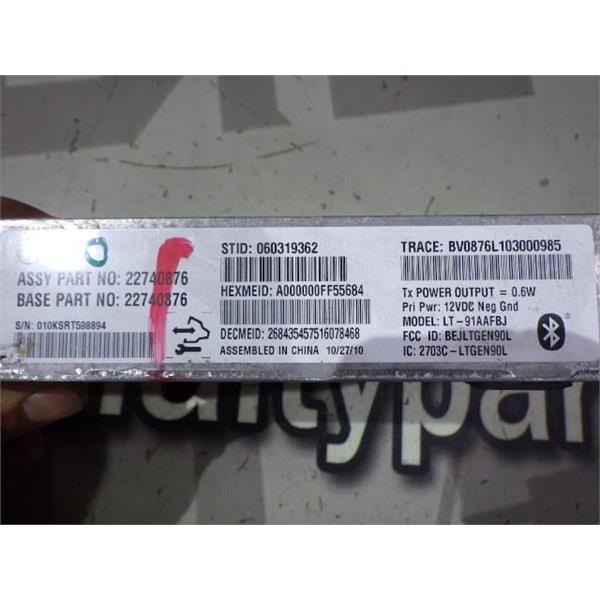 ASSY PART NO: 22740876
BASE PART NO: 22740876
S/N: 010KSRT598894
STID: 060319362
HEXMEID: A000000FF55684
DECMEID: 268435457516078468
ASSEMBLED IN CHINA 10/27/10
TRACE: BV0876L103000985
Tx POWER OUTPUT = 0.6W
Pri Pwr: 12VDC Neg Gnd
MODEL: LT-91AAFBJ
FCC ID: BEJLTGEN90L
IC: 2703C-LTGEN90L